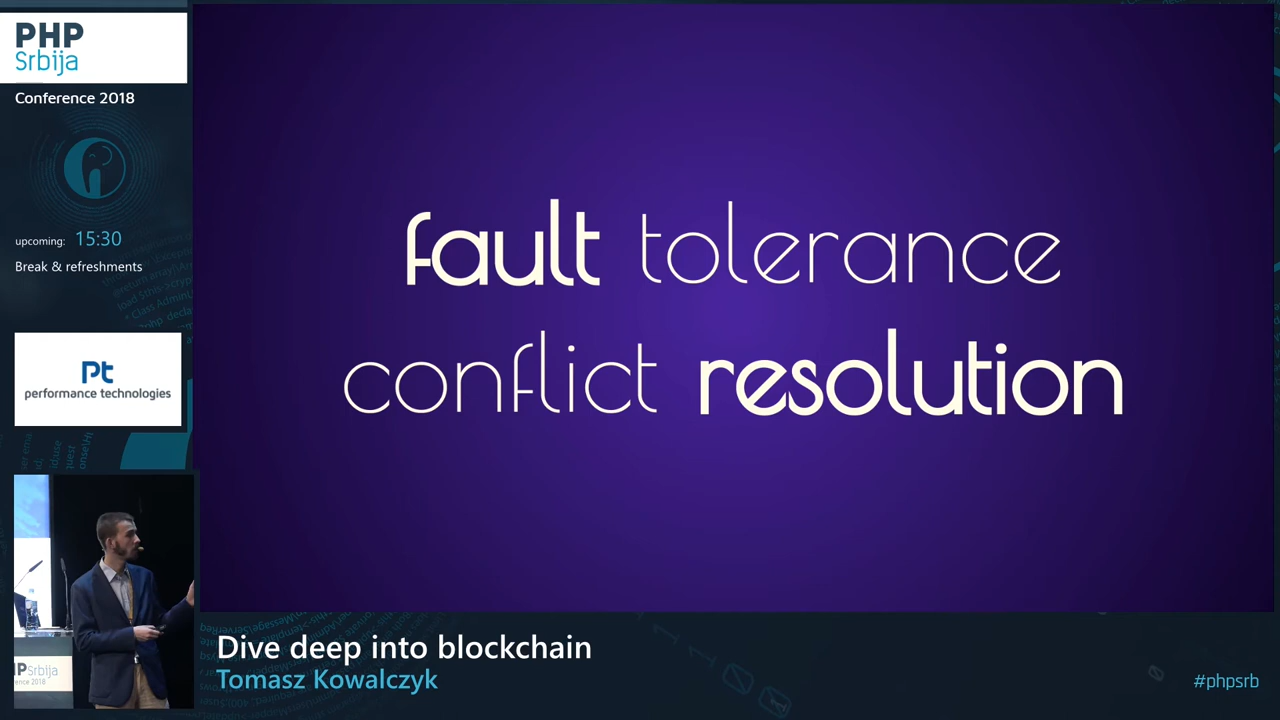 PHP
Srbija
Conference 2018
upcoming: 15:30
Break & refreshments
pt
performance technologies
fault tolerance
conflict resolution
Dive deep into blockchain
Tomasz Kowalczyk
#phpsrb